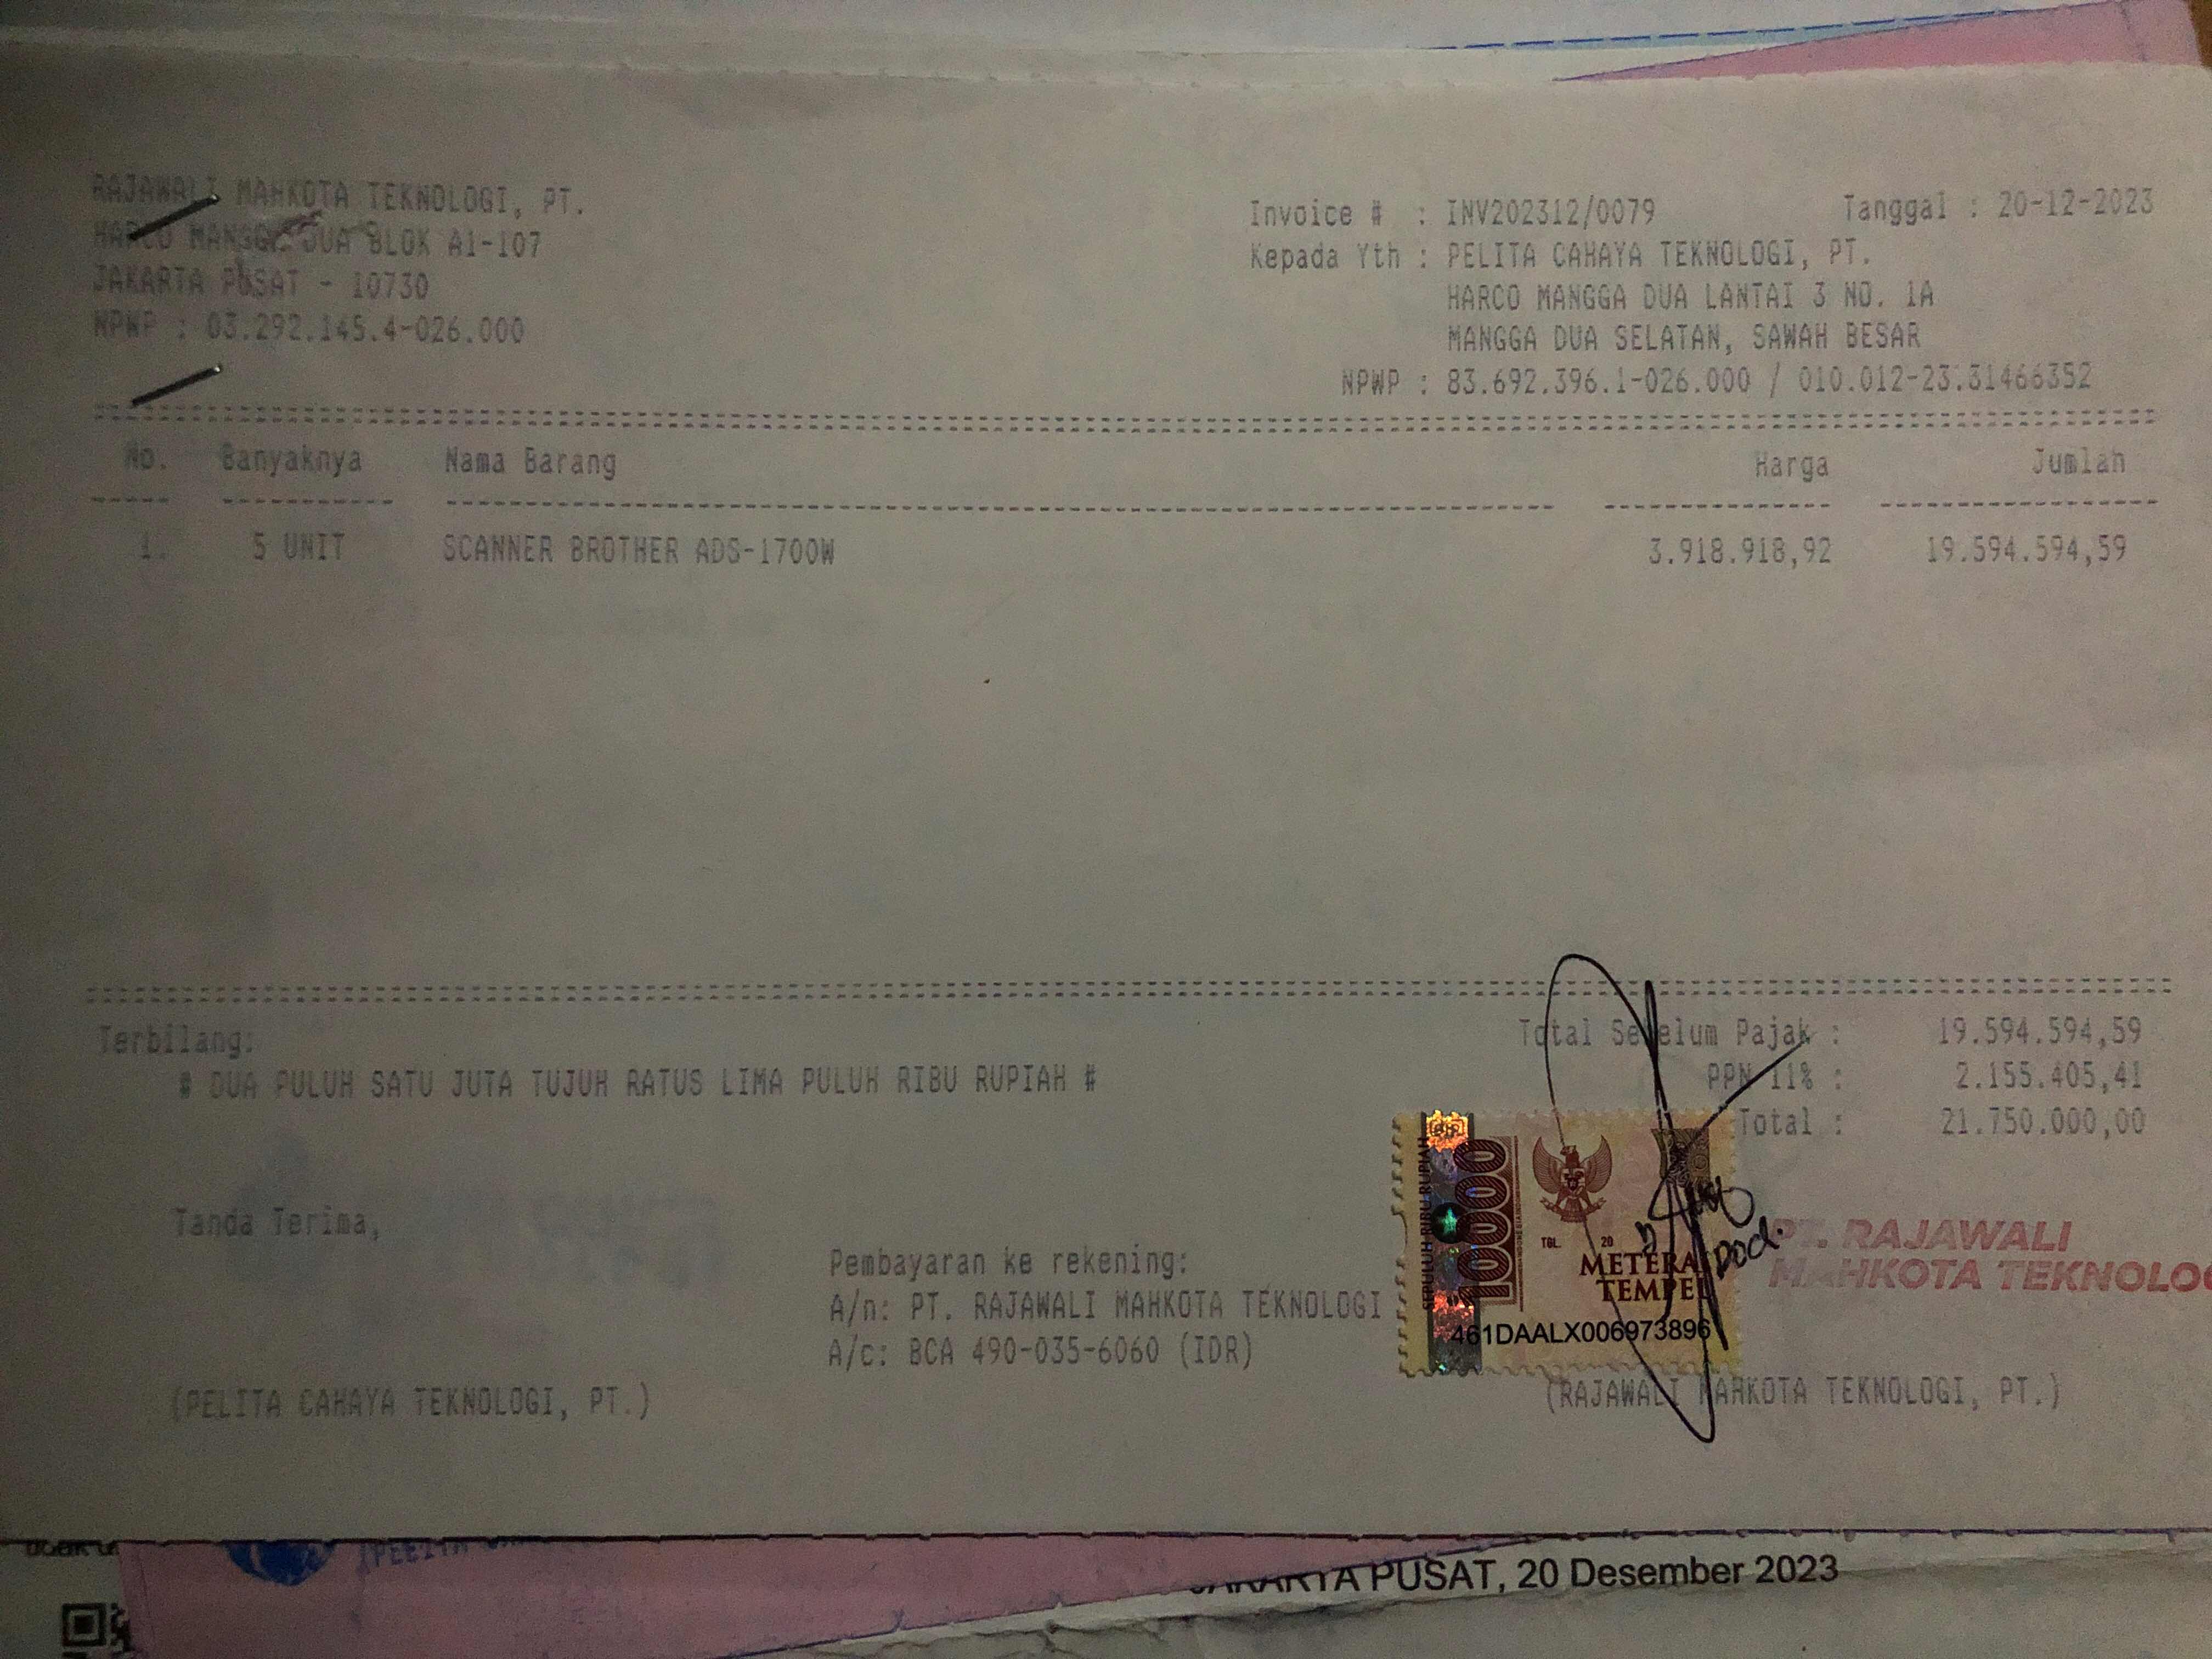 RAJAWALI MAHKOTA TEKNOLOGI, PT.
HARCO MANGGA DUA BLOK A1-107
JAKARTA PUSAT - 10730
NPWP : 03.292.145.4-026.000
Invoice # : INV202312/0079 Tanggal : 20-12-2023
Kepada Yth : PELITA CAHAYA TEKNOLOGI, PT.
HARCO MANGGA DUA LANTAI 3 NO. 1A
MANGGA DUA SELATAN, SAWAH BESAR
NPWP : 83.692.396.1-026.000 / 010.012-23.31466352
No. Banyaknya Nama Barang Harga Jumlah
1. 5 UNIT SCANNER BROTHER ADS-1700W 3.918.918,92 19.594.594,59
Terbilang:
# DUA PULUH SATU JUTA TUJUH RATUS LIMA PULUH RIBU RUPIAH #
Total Sebelum Pajak : 19.594.594,59
PPN 11% : 2.155.405,41
Total : 21.750.000,00
Tanda Terima,
(PELITA CAHAYA TEKNOLOGI, PT.)
Pembayaran ke rekening:
A/n: PT. RAJAWALI MAHKOTA TEKNOLOGI
A/c: BCA 490-035-6060 (IDR)
SEPULUH RIBU RUPIAH
10000
TGL. 20
METERAI
TEMPEL
461DAALX006973896
PT. RAJAWALI
MAHKOTA TEKNOLO
(RAJAWALI MAHKOTA TEKNOLOGI, PT.)
JAKARTA PUSAT, 20 Desember 2023